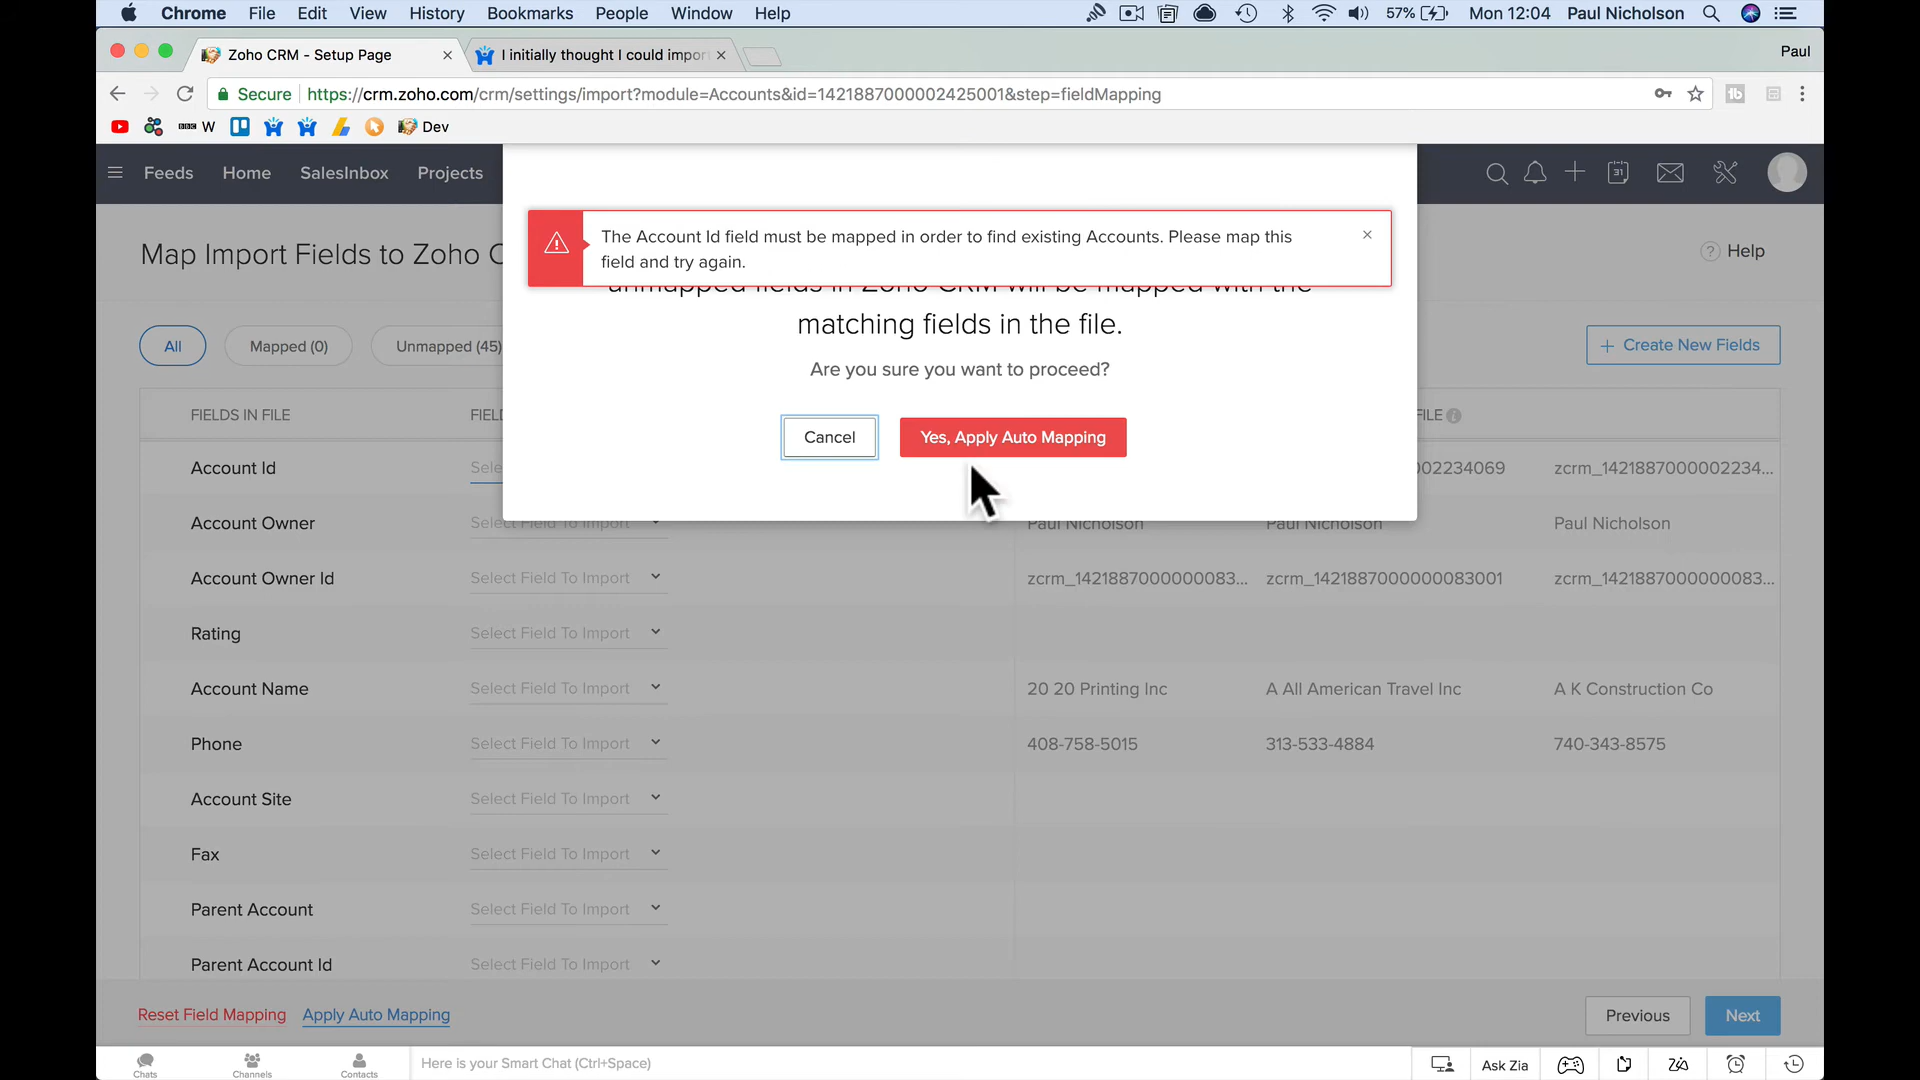 Chrome File Edit View History Bookmarks People Window Help 57% Mon 12:04 Paul Nicholson
Zoho CRM - Setup Page I initially thought I could impor Paul
Secure https://crm.zoho.com/crm/settings/import?module=Accounts&id=1421887000002425001&step=fieldMapping
BBC W Dev
Feeds Home SalesInbox Projects 31
The Account Id field must be mapped in order to find existing Accounts. Please map this
field and try again.
Map Import Fields to Zoho C Help
unmapped fields in Zoho CRM will be mapped with the
matching fields in the file.
All Mapped (0) Unmapped (45) Create New Fields
Are you sure you want to proceed?
FIELDS IN FILE FIEL FILE
Cancel Yes, Apply Auto Mapping
Account Id Selec 02234069 zcrm_1421887000002234...
Account Owner Select Field To Import Paul Nicholson Paul Nicholson Paul Nicholson
Account Owner Id Select Field To Import zcrm_1421887000000083... zcrm_1421887000000083001 zcrm_1421887000000083...
Rating Select Field To Import
Account Name Select Field To Import 20 20 Printing Inc A All American Travel Inc A K Construction Co
Phone Select Field To Import 408-758-5015 313-533-4884 740-343-8575
Account Site Select Field To Import
Fax Select Field To Import
Parent Account Select Field To Import
Parent Account Id Select Field To Import
Reset Field Mapping Apply Auto Mapping Previous Next
Chats Channels Contacts Here is your Smart Chat (Ctrl+Space) Ask Zia